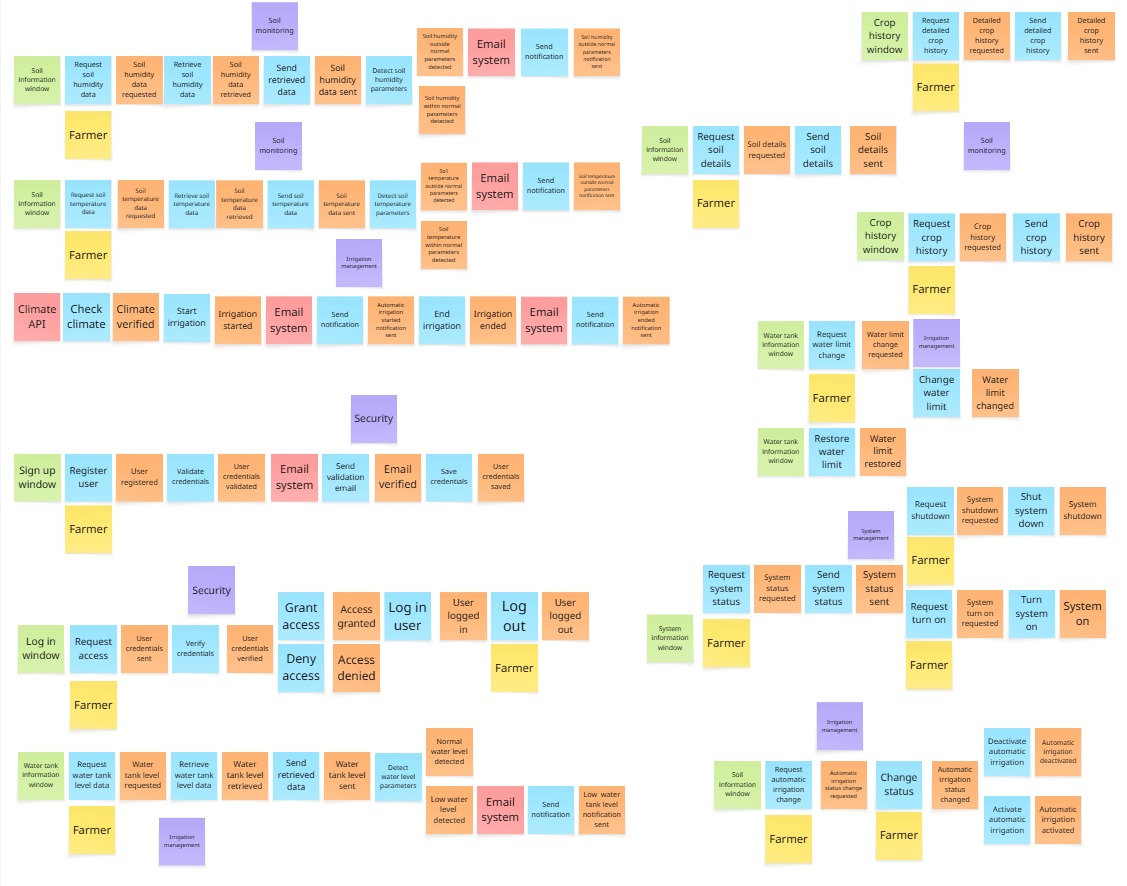 Soil
monitoring
Soil
information
window
Request
soil
humidity
data
Soil
humidity
data
requested
Retrieve
soil
humidity
data
Soil
humidity
data
retrieved
Send
retrieved
data
Soil
humidity
data sent
Detect soil
humidity
parameters
Soil humidity
outside
normal
parameters
detected
Email
system
Send
notification
Soil humidity
outside normal
parameters
notification
sent
Soil humidity
within normal
parameters
detected
Farmer
Soil
monitoring
Soil
information
window
Request soil
temperature
data
Soil
temperature
data
requested
Retrieve soil
temperature
data
Soil
temperature
data
retrieved
Send soil
temperature
data
Soil
temperature
data sent
Detect soil
temperature
parameters
Soil
temperature
outside normal
parameters
detected
Email
system
Send
notification
Soil temperature
outside normal
parameters
notification sent
Soil
temperature
within normal
parameters
detected
Farmer
Irrigation
management
Climate
API
Check
climate
Climate
verified
Start
irrigation
Irrigation
started
Email
system
Send
notification
Automatic
irrigation
started
notification
sent
End
irrigation
Irrigation
ended
Email
system
Send
notification
Automatic
irrigation
ended
notification
sent
Security
Sign up
window
Register
user
User
registered
Validate
credentials
User
credentials
validated
Email
system
Send
validation
email
Email
verified
Save
credentials
User
credentials
saved
Farmer
Security
Log in
window
Request
access
User
credentials
sent
Verify
credentials
User
credentials
verified
Grant
access
Access
granted
Log in
user
User
logged
in
Log
out
User
logged
out
Deny
access
Access
denied
Farmer
Farmer
Water tank
information
window
Request
water tank
level data
Water
tank level
requested
Retrieve
water tank
level data
Water
tank level
retrieved
Send
retrieved
data
Water
tank level
sent
Detect
water level
parameters
Normal
water level
detected
Low water
level
detected
Email
system
Send
notification
Low water
tank level
notification
sent
Farmer
Irrigation
management
Crop
history
window
Request
detailed
crop
history
Detailed
crop
history
requested
Send
detailed
crop
history
Detailed
crop
history
sent
Farmer
Soil
information
window
Request
soil
details
Soil details
requested
Send
soil
details
Soil
details
sent
Soil
monitoring
Farmer
Crop
history
window
Request
crop
history
Crop
history
requested
Send
crop
history
Crop
history
sent
Farmer
Water tank
information
window
Request
water limit
change
Water limit
change
requested
Irrigation
management
Change
water
limit
Water
limit
changed
Farmer
Water tank
information
window
Restore
water
limit
Water
limit
restored
System
management
Request
shutdown
System
shutdown
requested
Shut
system
down
System
shutdown
Farmer
System
information
window
Request
system
status
System
status
requested
Send
system
status
System
status
sent
Farmer
Request
turn on
System
turn on
requested
Turn
system
on
System
on
Farmer
Irrigation
management
Soil
information
window
Request
automatic
irrigation
change
Automatic
irrigation
status change
requested
Change
status
Automatic
irrigation
status
changed
Deactivate
automatic
irrigation
Automatic
irrigation
deactivated
Activate
automatic
irrigation
Automatic
irrigation
activated
Farmer
Farmer